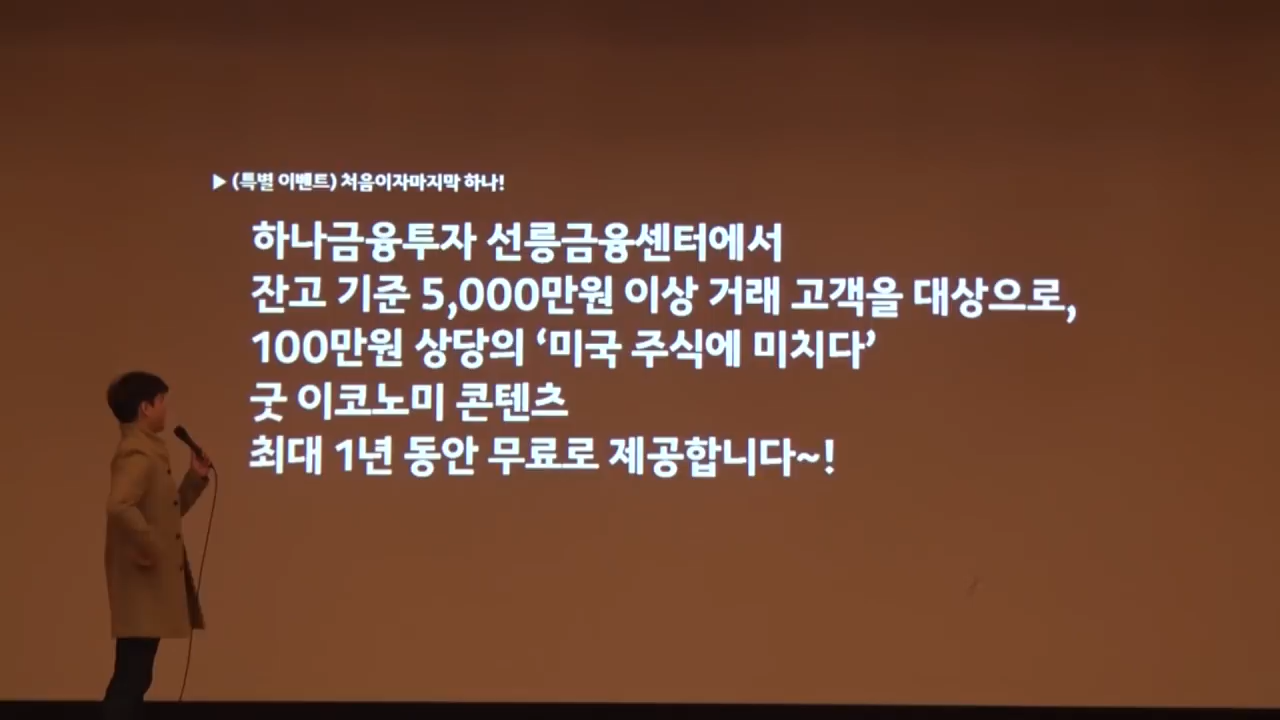 ▶ (특별 이벤트) 처음이자마지막 하나!
하나금융투자 선릉금융센터에서
잔고 기준 5,000만원 이상 거래 고객을 대상으로,
100만원 상당의 ‘미국 주식에 미치다’
굿 이코노미 콘텐츠
최대 1년 동안 무료로 제공합니다~!